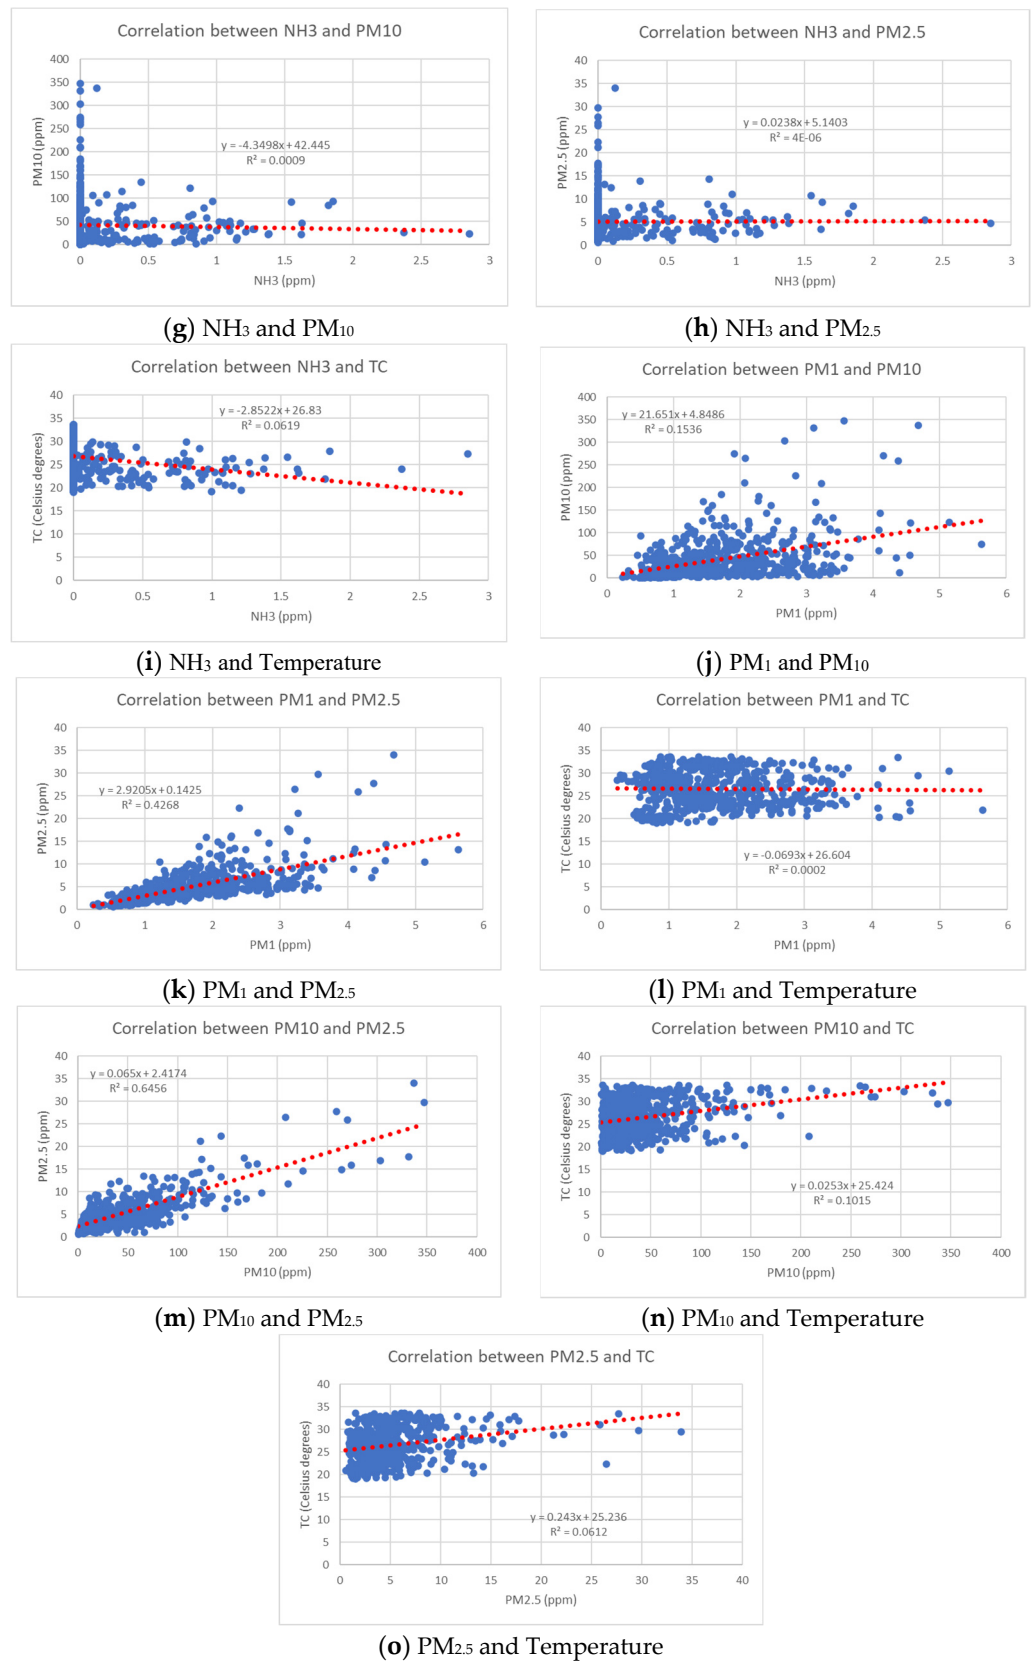 Correlation between NH3 and PM10
400
350
300
250
200
150
100
50
0
PM10 (ppm)
y = -4.3498x + 42.445
R² = 0.0009
0 0.5 1 1.5 2 2.5 3
NH3 (ppm)
(g) NH3 and PM10
Correlation between NH3 and PM2.5
40
35
30
25
20
15
10
5
0
PM2.5 (ppm)
y = 0.0238x + 5.1403
R² = 4E-06
0 0.5 1 1.5 2 2.5 3
NH3 (ppm)
(h) NH3 and PM2.5
Correlation between NH3 and TC
40
35
30
25
20
15
10
5
0
TC (Celsius degrees)
y = -2.8522x + 26.83
R² = 0.0619
0 0.5 1 1.5 2 2.5 3
NH3 (ppm)
(i) NH3 and Temperature
Correlation between PM1 and PM10
400
350
300
250
200
150
100
50
0
PM10 (ppm)
y = 21.651x + 4.8486
R² = 0.1536
0 1 2 3 4 5 6
PM1 (ppm)
(j) PM1 and PM10
Correlation between PM1 and PM2.5
40
35
30
25
20
15
10
5
0
PM2.5 (ppm)
y = 2.9205x + 0.1425
R² = 0.4268
0 1 2 3 4 5 6
PM1 (ppm)
(k) PM1 and PM2.5
Correlation between PM1 and TC
40
35
30
25
20
15
10
5
0
TC (Celsius degrees)
y = -0.0693x + 26.604
R² = 0.0002
0 1 2 3 4 5 6
PM1 (ppm)
(l) PM1 and Temperature
Correlation between PM10 and PM2.5
40
35
30
25
20
15
10
5
0
PM2.5 (ppm)
y = 0.065x + 2.4174
R² = 0.6456
0 50 100 150 200 250 300 350 400
PM10 (ppm)
(m) PM10 and PM2.5
Correlation between PM10 and TC
40
35
30
25
20
15
10
5
0
TC (Celsius degrees)
y = 0.0253x + 25.424
R² = 0.1015
0 50 100 150 200 250 300 350 400
PM10 (ppm)
(n) PM10 and Temperature
Correlation between PM2.5 and TC
40
35
30
25
20
15
10
5
0
TC (Celsius degrees)
y = 0.243x + 25.236
R² = 0.0612
0 5 10 15 20 25 30 35 40
PM2.5 (ppm)
(o) PM2.5 and Temperature